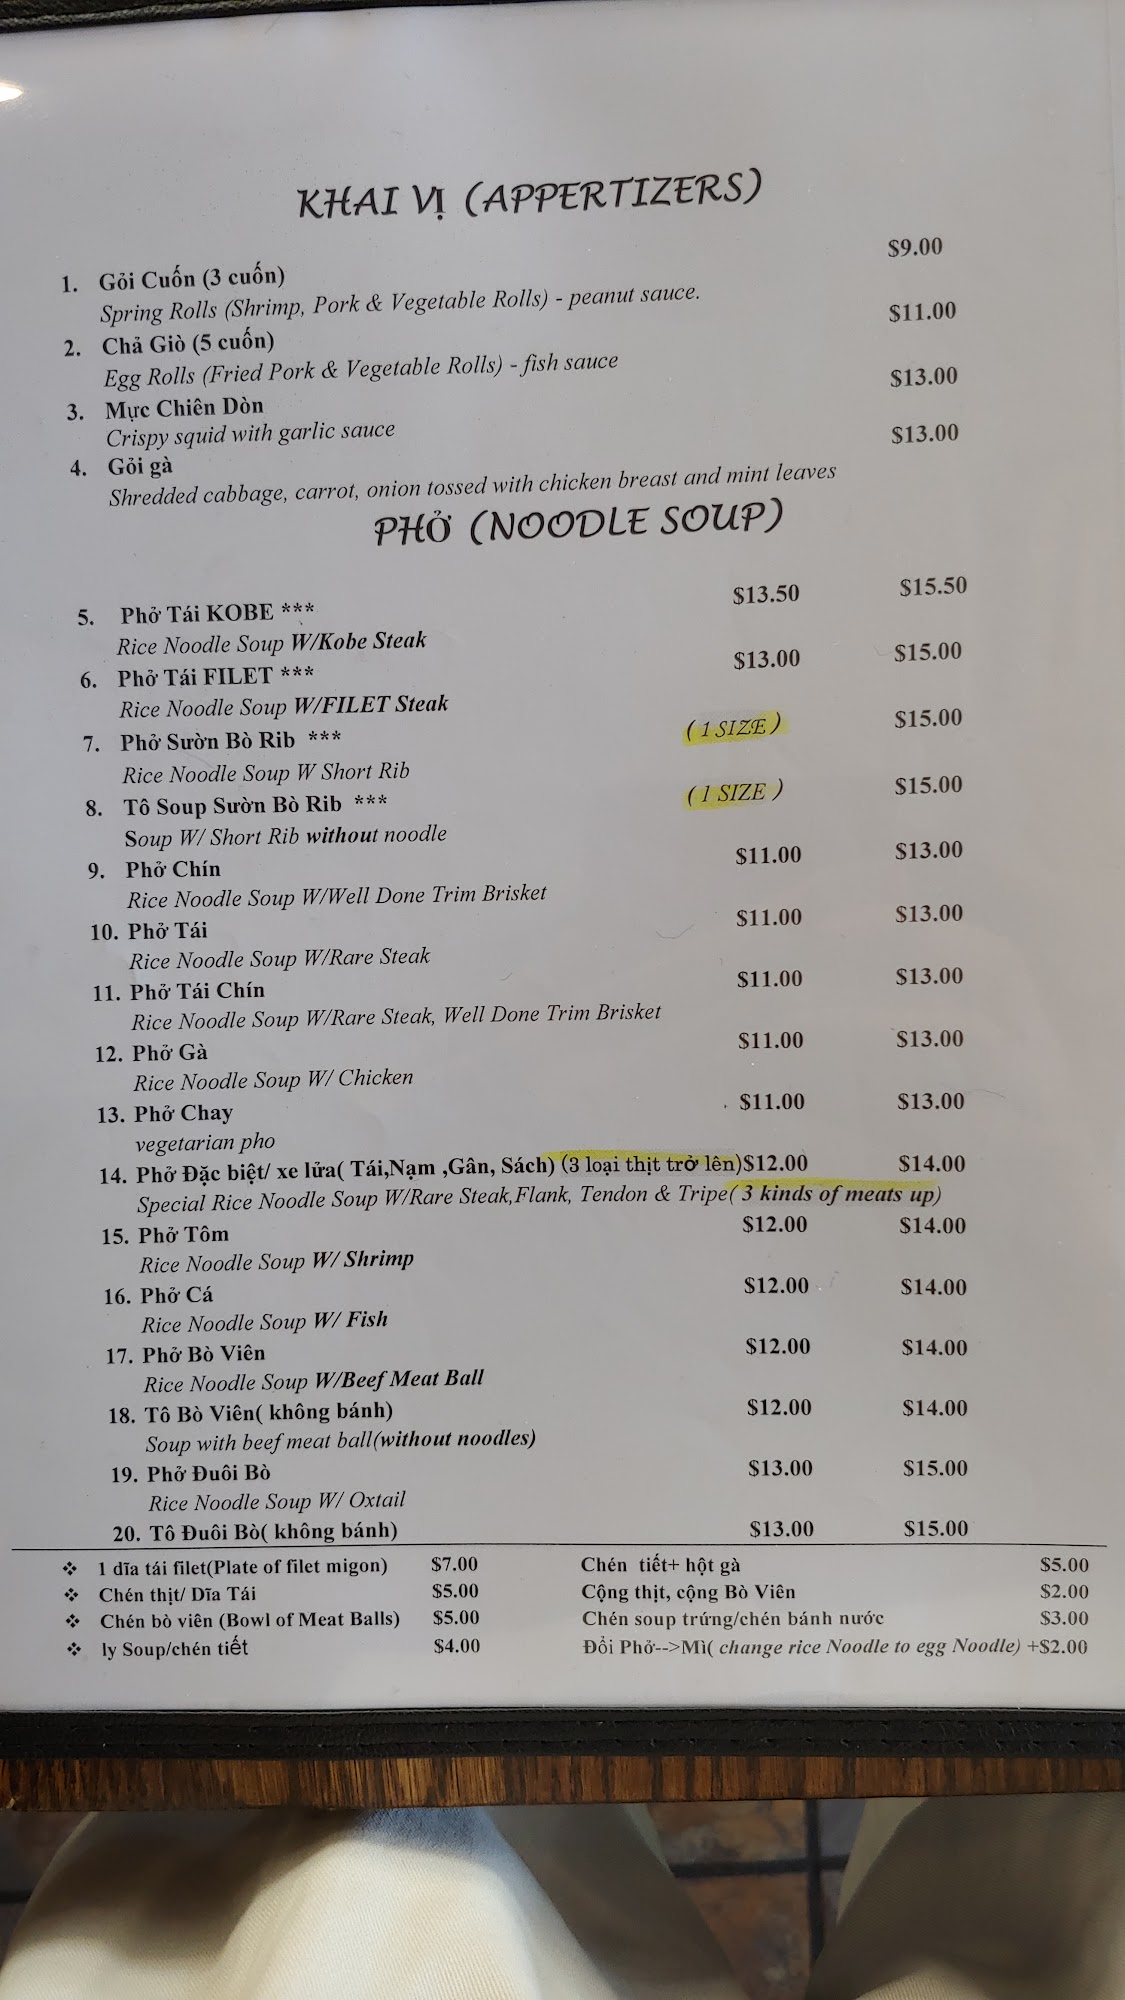 KHAI VỊ (APPERTIZERS)
1. Gỏi Cuốn (3 cuốn) $9.00
Spring Rolls (Shrimp, Pork & Vegetable Rolls) - peanut sauce.
2. Chả Giò (5 cuốn) $11.00
Egg Rolls (Fried Pork & Vegetable Rolls) - fish sauce
3. Mực Chiên Dòn $13.00
Crispy squid with garlic sauce
4. Gỏi gà $13.00
Shredded cabbage, carrot, onion tossed with chicken breast and mint leaves
PHỞ (NOODLE SOUP)
5. Phở Tái KOBE *** $13.50 $15.50
Rice Noodle Soup W/Kobe Steak
6. Phở Tái FILET *** $13.00 $15.00
Rice Noodle Soup W/FILET Steak
7. Phở Sườn Bò Rib *** (1 SIZE) $15.00
Rice Noodle Soup W Short Rib
8. Tô Soup Sườn Bò Rib *** (1 SIZE) $15.00
Soup W/ Short Rib without noodle
9. Phở Chín $11.00 $13.00
Rice Noodle Soup W/Well Done Trim Brisket
10. Phở Tái $11.00 $13.00
Rice Noodle Soup W/Rare Steak
11. Phở Tái Chín $11.00 $13.00
Rice Noodle Soup W/Rare Steak, Well Done Trim Brisket
12. Phở Gà $11.00 $13.00
Rice Noodle Soup W/ Chicken
13. Phở Chay $11.00 $13.00
vegetarian pho
14. Phở Đặc biệt/ xe lửa( Tái,Nạm ,Gân, Sách) (3 loại thịt trở lên)$12.00 $14.00
Special Rice Noodle Soup W/Rare Steak,Flank, Tendon & Tripe( 3 kinds of meats up)
15. Phở Tôm $12.00 $14.00
Rice Noodle Soup W/ Shrimp
16. Phở Cá $12.00 $14.00
Rice Noodle Soup W/ Fish
17. Phở Bò Viên $12.00 $14.00
Rice Noodle Soup W/Beef Meat Ball
18. Tô Bò Viên( không bánh) $12.00 $14.00
Soup with beef meat ball(without noodles)
19. Phở Đuôi Bò $13.00 $15.00
Rice Noodle Soup W/ Oxtail
20. Tô Đuôi Bò( không bánh) $13.00 $15.00
❖ 1 dĩa tái filet(Plate of filet migon) $7.00 Chén tiết+ hột gà $5.00
❖ Chén thịt/ Dĩa Tái $5.00 Cộng thịt, cộng Bò Viên $2.00
❖ Chén bò viên (Bowl of Meat Balls) $5.00 Chén soup trứng/chén bánh nước $3.00
❖ ly Soup/chén tiết $4.00 Đổi Phở-->Mì( change rice Noodle to egg Noodle) +$2.00